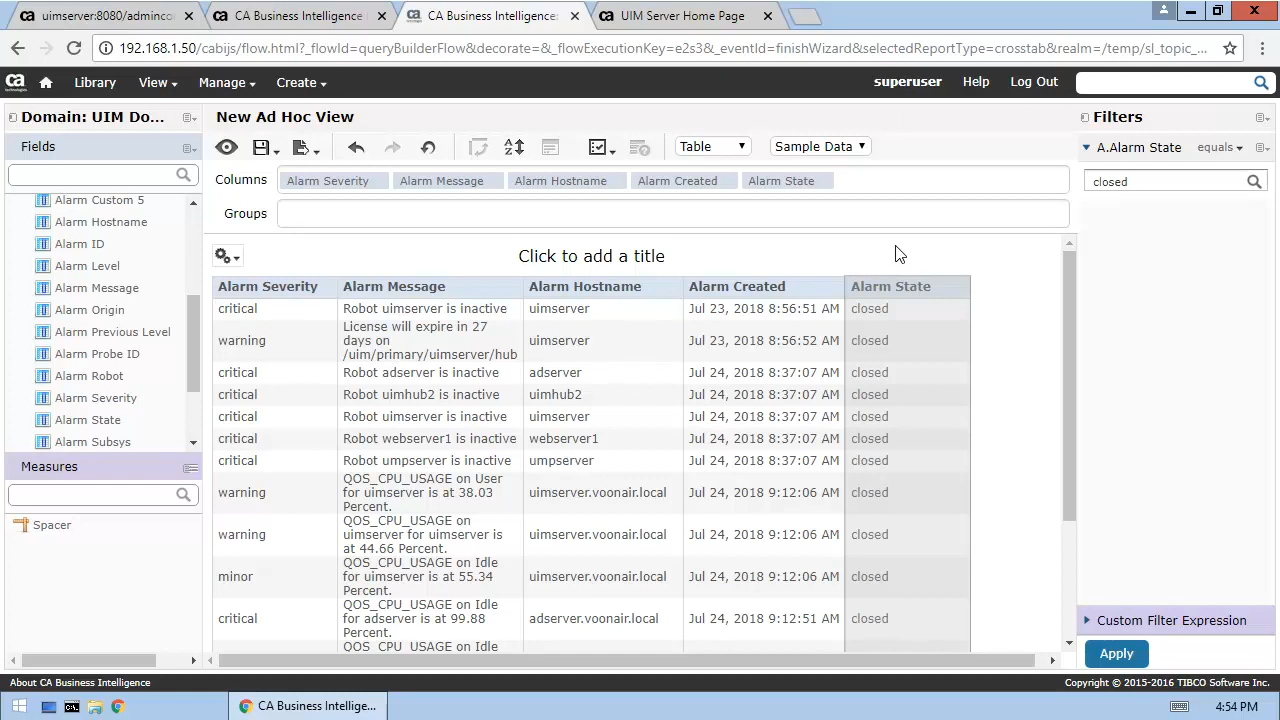 uimserver:8080/adminco
CA Business Intelligence
CA Business Intelligence:
UIM Server Home Page
192.168.1.50/cabijs/flow.html?_flowId=queryBuilderFlow&decorate=&_flowExecutionKey=e2s3&_eventId=finishWizard&selectedReportType=crosstab&realm=/temp/sl_topic_...
ca
Library
View
Manage
Create
superuser
Help
Log Out
Domain: UIM Do...
New Ad Hoc View
Filters
Fields
Table
Sample Data
A.Alarm State
equals
closed
Columns
Alarm Severity
Alarm Message
Alarm Hostname
Alarm Created
Alarm State
Groups
Alarm Custom 5
Alarm Hostname
Alarm ID
Alarm Level
Alarm Message
Alarm Origin
Alarm Previous Level
Alarm Probe ID
Alarm Robot
Alarm Severity
Alarm State
Alarm Subsys
Measures
Spacer
Click to add a title
Alarm Severity Alarm Message Alarm Hostname Alarm Created Alarm State
critical Robot uimserver is inactive uimserver Jul 23, 2018 8:56:51 AM closed
License will expire in 27
warning days on uimserver Jul 23, 2018 8:56:52 AM closed
/uim/primary/uimserver/hub
critical Robot adserver is inactive adserver Jul 24, 2018 8:37:07 AM closed
critical Robot uimhub2 is inactive uimhub2 Jul 24, 2018 8:37:07 AM closed
critical Robot uimserver is inactive uimserver Jul 24, 2018 8:37:07 AM closed
critical Robot webserver1 is inactive webserver1 Jul 24, 2018 8:37:07 AM closed
critical Robot umpserver is inactive umpserver Jul 24, 2018 8:37:07 AM closed
QOS_CPU_USAGE on User
warning for uimserver is at 38.03 uimserver.voonair.local Jul 24, 2018 9:12:06 AM closed
Percent.
QOS_CPU_USAGE on
warning uimserver for uimserver is uimserver.voonair.local Jul 24, 2018 9:12:06 AM closed
at 44.66 Percent.
QOS_CPU_USAGE on Idle
minor for uimserver is at 55.34 uimserver.voonair.local Jul 24, 2018 9:12:06 AM closed
Percent.
QOS_CPU_USAGE on Idle
critical for adserver is at 99.88 adserver.voonair.local Jul 24, 2018 9:12:51 AM closed
Percent.
QOS_CPU_USAGE on Idle
Custom Filter Expression
Apply
About CA Business Intelligence
Copyright © 2015-2016 TIBCO Software Inc.
CA Business Intellige...
4:54 PM